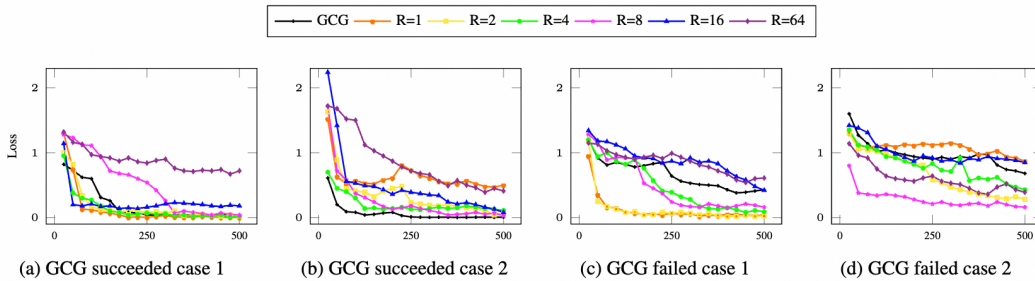 GCG R=1 R=2 R=4 R=8 R=16 R=64
Loss
2
1
0
0 250 500
(a) GCG succeeded case 1
2
1
0
0 250 500
(b) GCG succeeded case 2
2
1
0
0 250 500
(c) GCG failed case 1
2
1
0
0 250 500
(d) GCG failed case 2